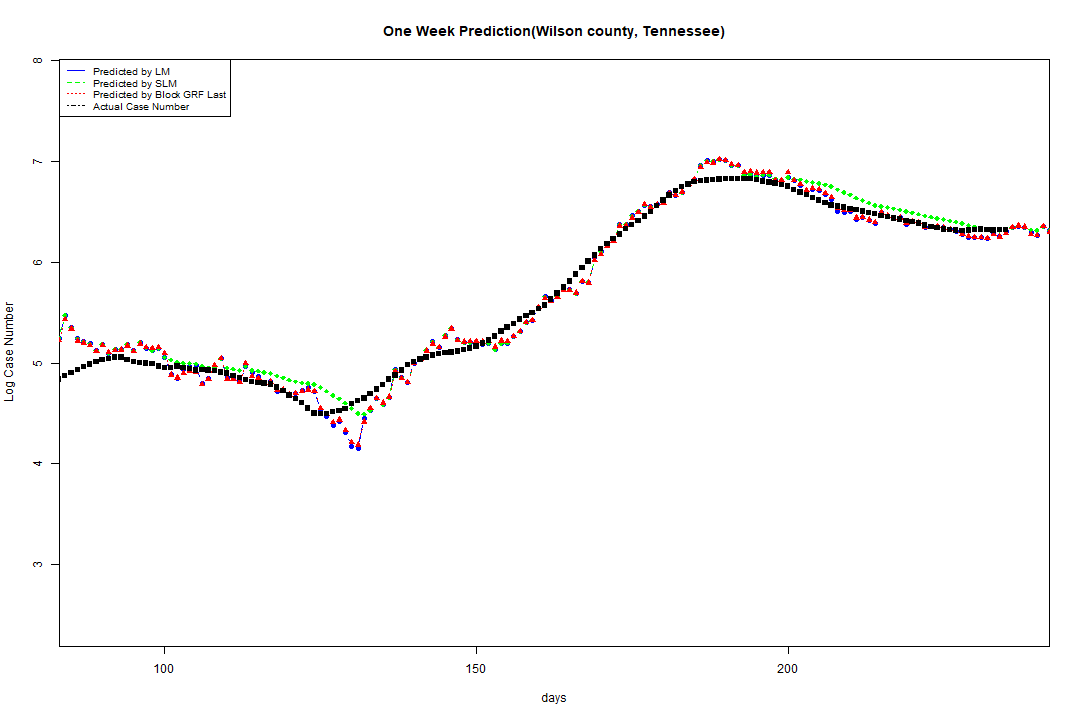 One Week Prediction(Wilson county, Tennessee)
Predicted by LM
Predicted by SLM
Predicted by Block GRF Last
Actual Case Number
8
7
6
5
4
3
Log Case Number
100 150 200
days